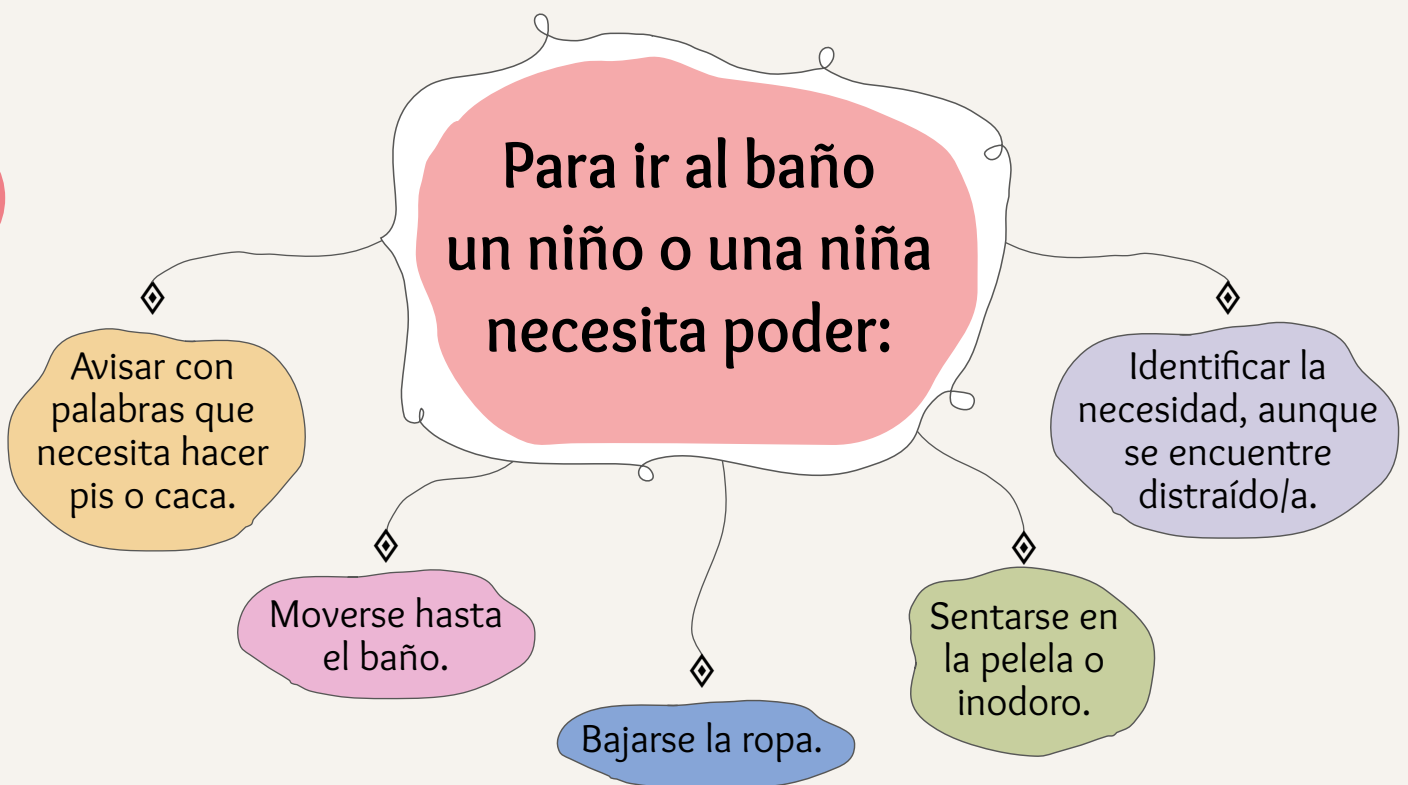 Para ir al baño
un niño o una niña
necesita poder:
Avisar con
palabras que
necesita hacer
pis o caca.
Moverse hasta
el baño.
Bajarse la ropa.
Sentarse en
la pelela o
inodoro.
Identificar la
necesidad, aunque
se encuentre
distraído/a.